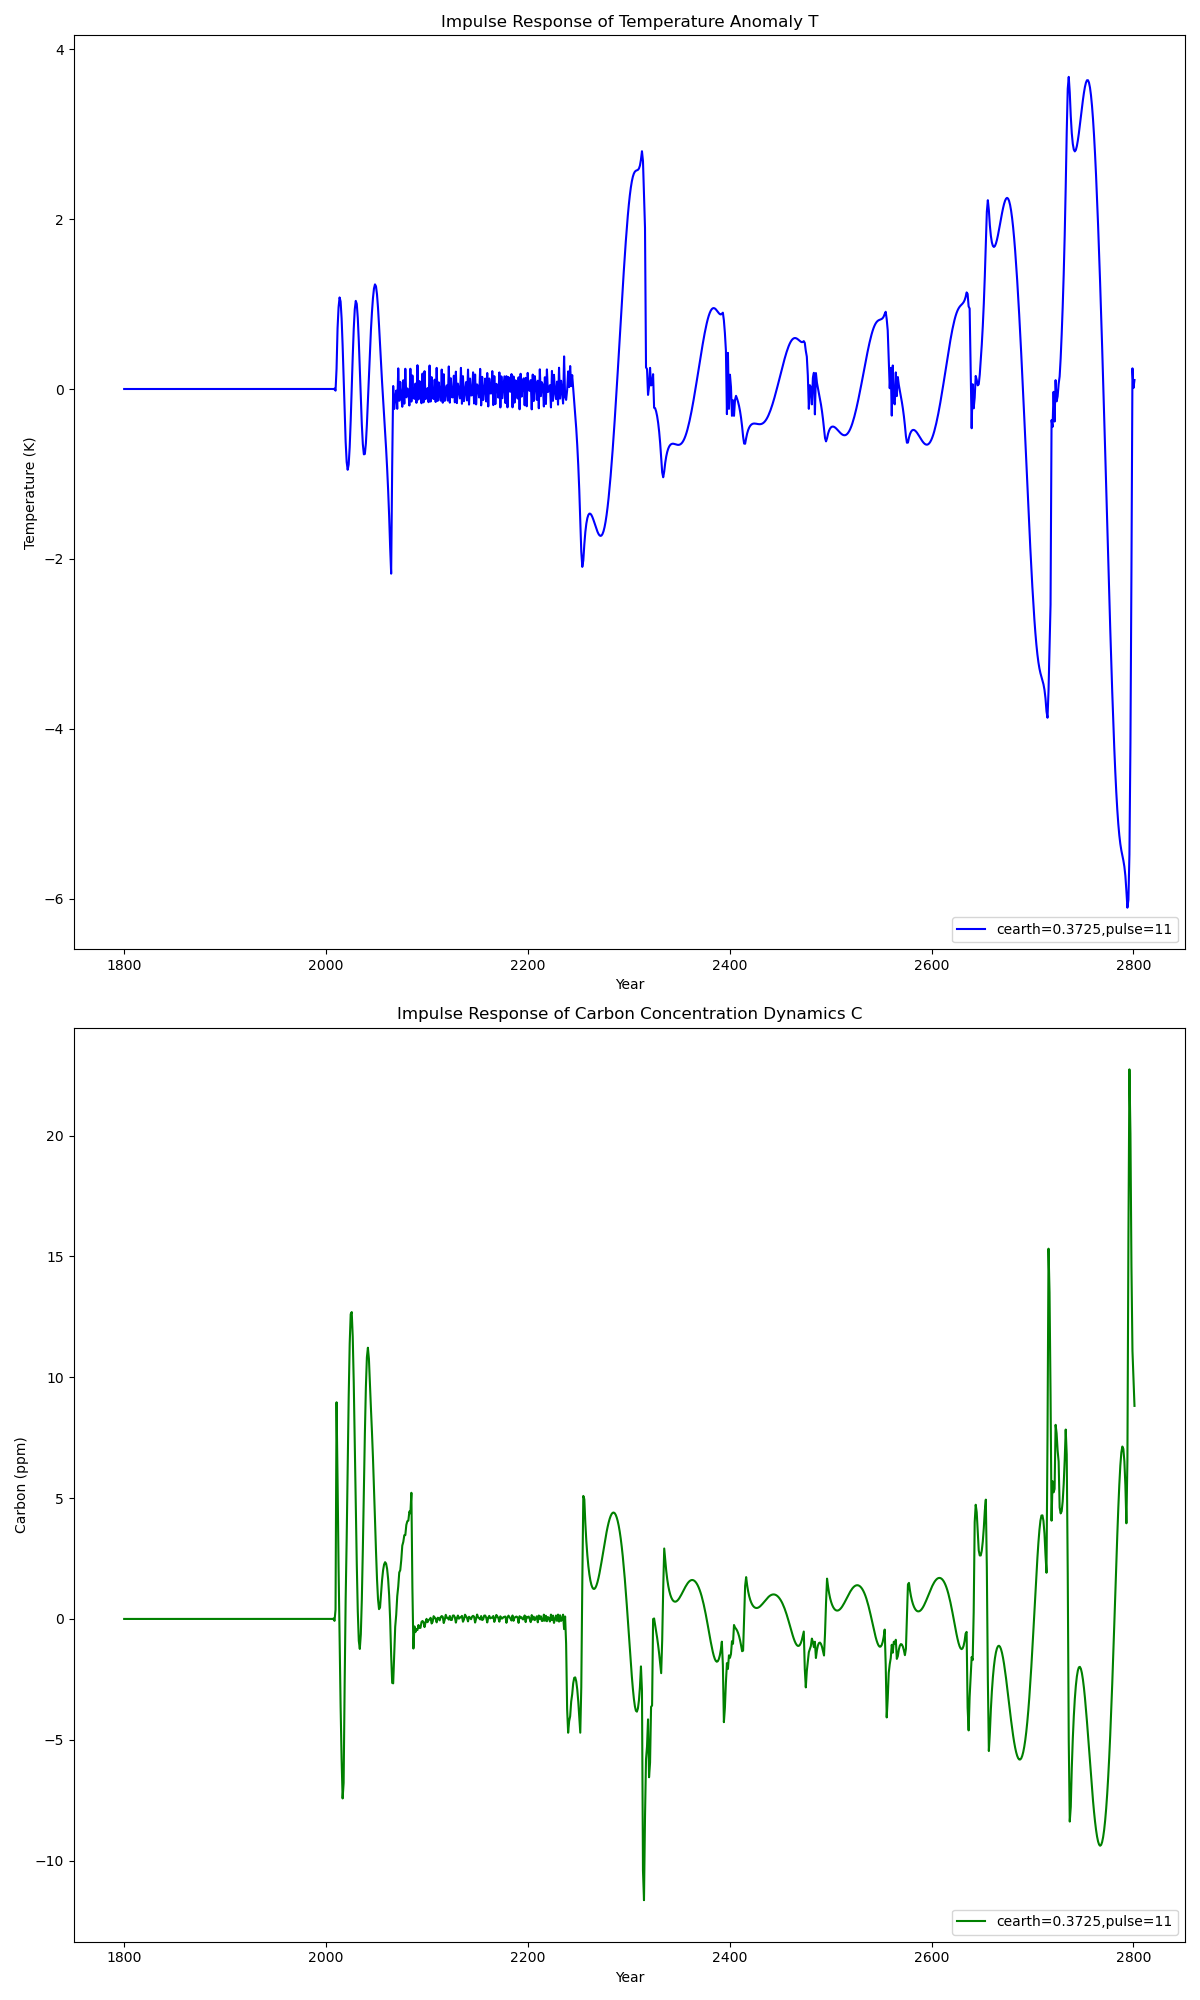 Impulse Response of Temperature Anomaly T
4
2
0
−2
−4
−6
Temperature (K)
1800 2000 2200 2400 2600 2800
Year
cearth=0.3725,pulse=11
Impulse Response of Carbon Concentration Dynamics C
20
15
10
5
0
−5
−10
Carbon (ppm)
1800 2000 2200 2400 2600 2800
Year
cearth=0.3725,pulse=11